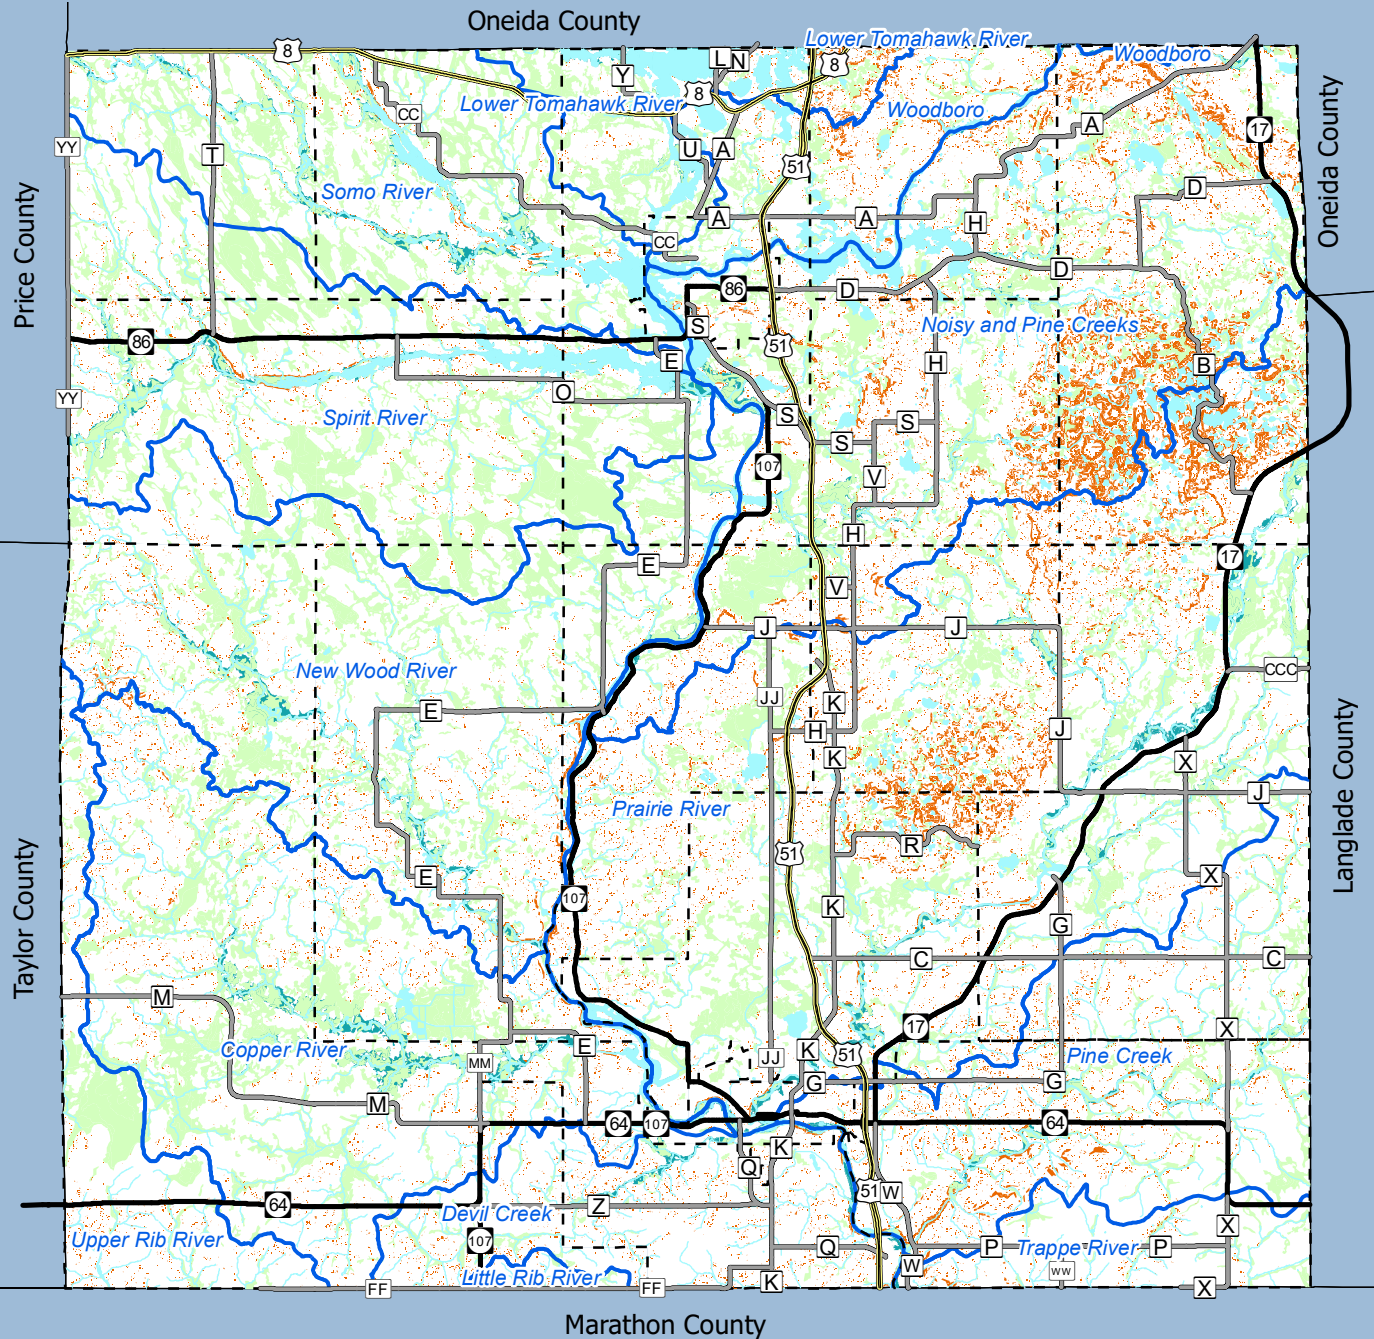 Oneida County
Lower Tomahawk River
Woodboro
8
L
N
8
Y
8
Lower Tomahawk River
Woodboro
CC
A
17
YY
T
U
A
51
Oneida County
Somo River
D
Price County
A
A
H
CC
D
86
D
S
Noisy and Pine Creeks
86
51
E
H
B
YY
O
Spirit River
S
S
S
107
V
H
17
E
V
J
J
New Wood River
CCC
JJ
K
E
H
J
K
X
Langlade County
J
Prairie River
R
51
E
X
107
K
G
Taylor County
C
C
M
17
X
E
Copper River
K
51
Pine Creek
MM
JJ
G
G
M
64
107
64
K
Q
51
W
64
Z
Devil Creek
X
Upper Rib River
107
Q
P
Trappe River
P
W
WW
Little Rib River
FF
FF
K
X
Marathon County